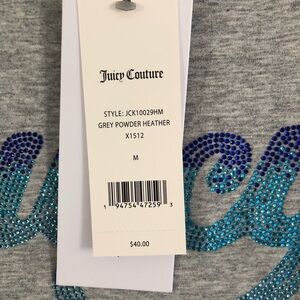 Juicy Couture
STYLE: JCK10029HM
GREY POWDER HEATHER
X1512
M
1 94754 47259 3
$40.00